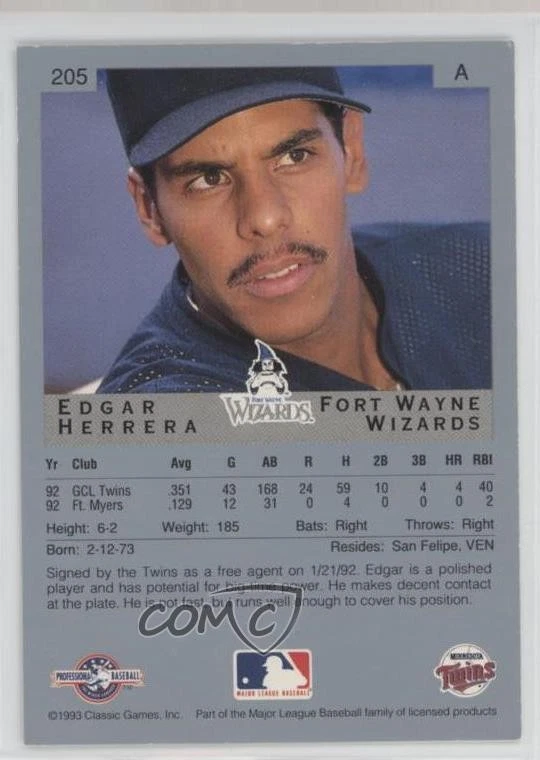 205
A
FORT WAYNE
WIZARDS
EDGAR
HERRERA
FORT WAYNE
WIZARDS
Yr Club Avg G AB R H 2B 3B HR RBI
92 GCL Twins .351 43 168 24 59 10 4 4 40
92 Ft. Myers .129 12 31 0 4 0 0 0 2
Height: 6-2 Weight: 185 Bats: Right Throws: Right
Born: 2-12-73 Resides: San Felipe, VEN
Signed by the Twins as a free agent on 1/21/92. Edgar is a polished
player and has potential for big-time power. He makes decent contact
at the plate. He is not fast, but runs well enough to cover his position.
COMC
PROFESSIONAL BASEBALL
MAJOR LEAGUE BASEBALL
MINNESOTA
Twins
©1993 Classic Games, Inc. Part of the Major League Baseball family of licensed products